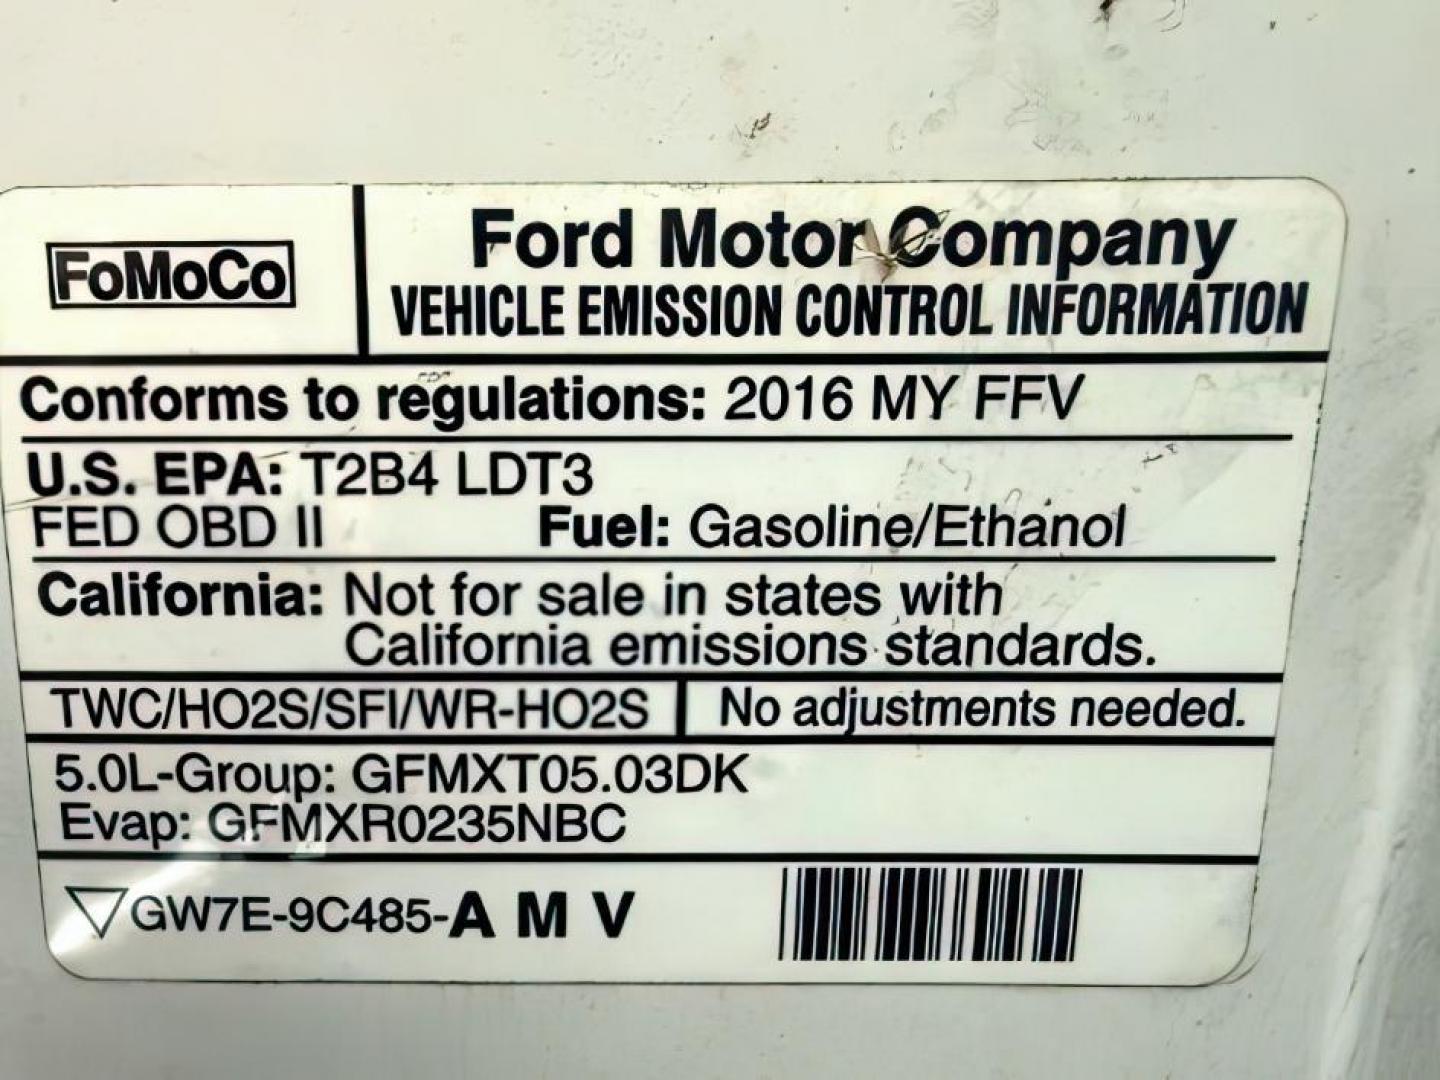 FoMoCo
Ford Motor Company
VEHICLE EMISSION CONTROL INFORMATION
Conforms to regulations: 2016 MY FFV
U.S. EPA: T2B4 LDT3
FED OBD II Fuel: Gasoline/Ethanol
California: Not for sale in states with
California emissions standards.
TWC/HO2S/SFI/WR-HO2S No adjustments needed.
5.0L-Group: GFMXT05.03DK
Evap: GFMXR0235NBC
GW7E-9C485-A M V